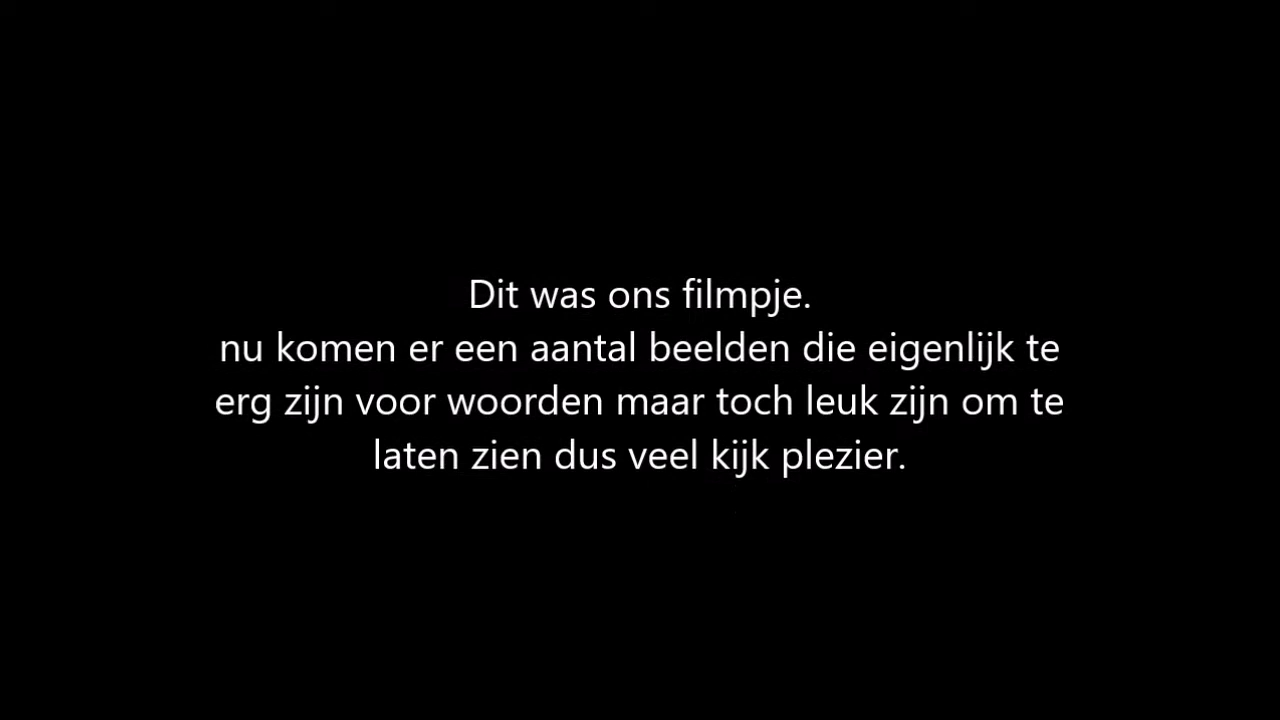 Dit was ons filmpje.
nu komen er een aantal beelden die eigenlijk te
erg zijn voor woorden maar toch leuk zijn om te
laten zien dus veel kijk plezier.